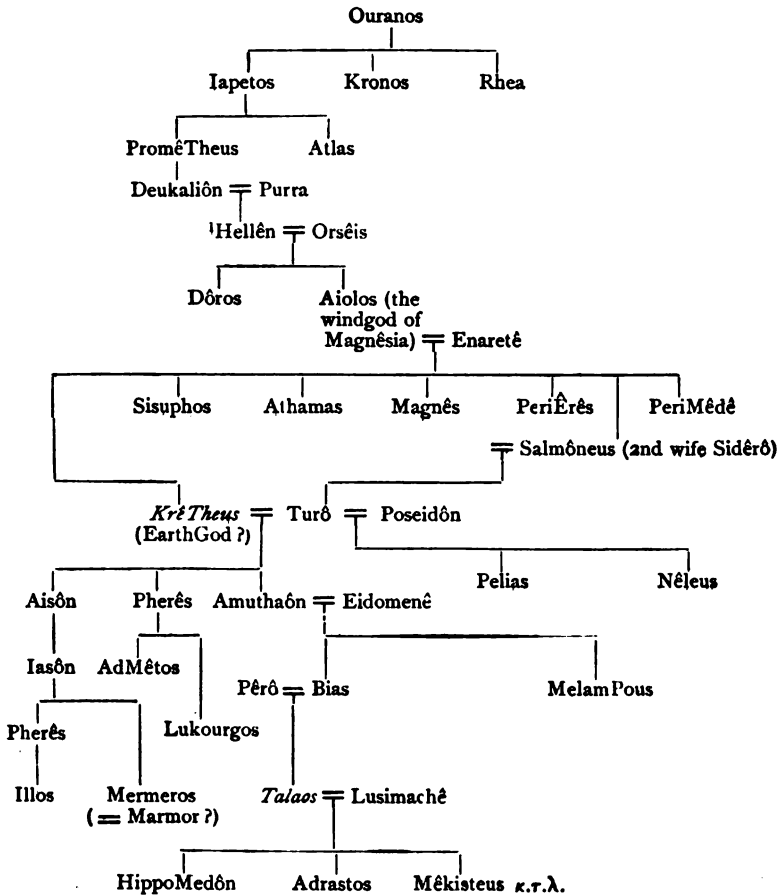 Ouranos
Iapetos Kronos Rhea
PromêTheus Atlas
Deukaliôn = Purra
¹Hellên = Orsêis
Dôros Aiolos (the
windgod of
Magnêsia) = Enaretê
Sisuphos Athamas Magnês PeriÊrês PeriMêdê
= Salmôneus (2nd wife Sidêrô)
KrêTheus = Turô = Poseidôn
(EarthGod ?)
Pelias Nêleus
Aisôn Pherês Amuthaôn = Eidomenê
Iasôn AdMêtos
Pêrô = Bias MelamPous
Pherês Lukourgos
Illos Mermeros Talaos = Lusimachê
(= Marmor ?)
HippoMedôn Adrastos Mêkisteus κ.τ.λ.